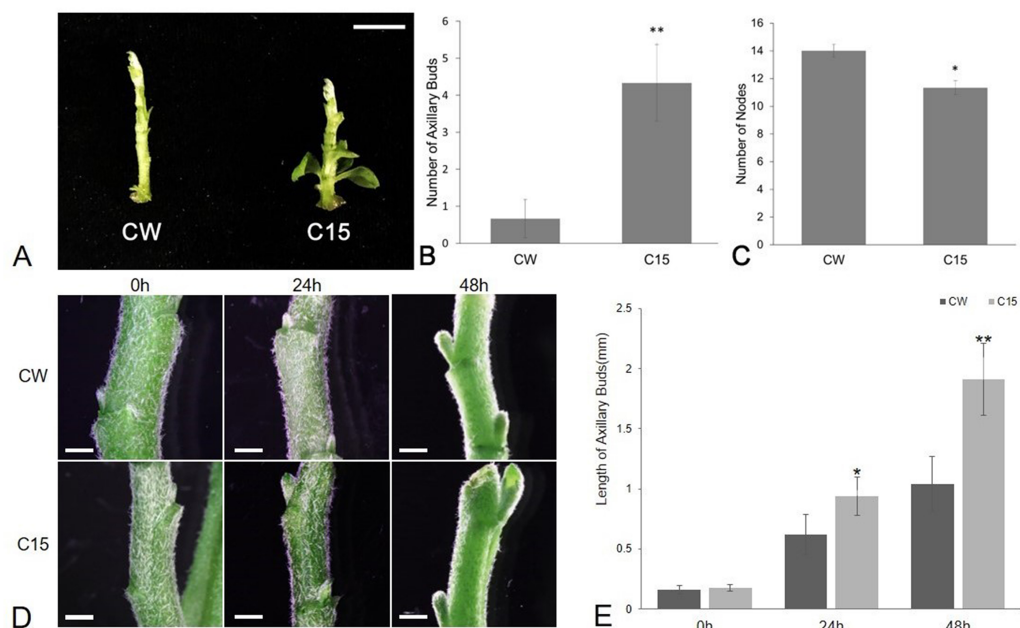 CW
C15
A
Number of Axillary Buds
6
5
4
3
2
1
0
**
CW
C15
B
Number of Nodes
16
14
12
10
8
6
4
2
0
*
CW
C15
C
0h
24h
48h
CW
C15
D
CW
C15
Length of Axillary Buds(mm)
2.5
2
1.5
1
0.5
0
*
**
0h
24h
48h
E